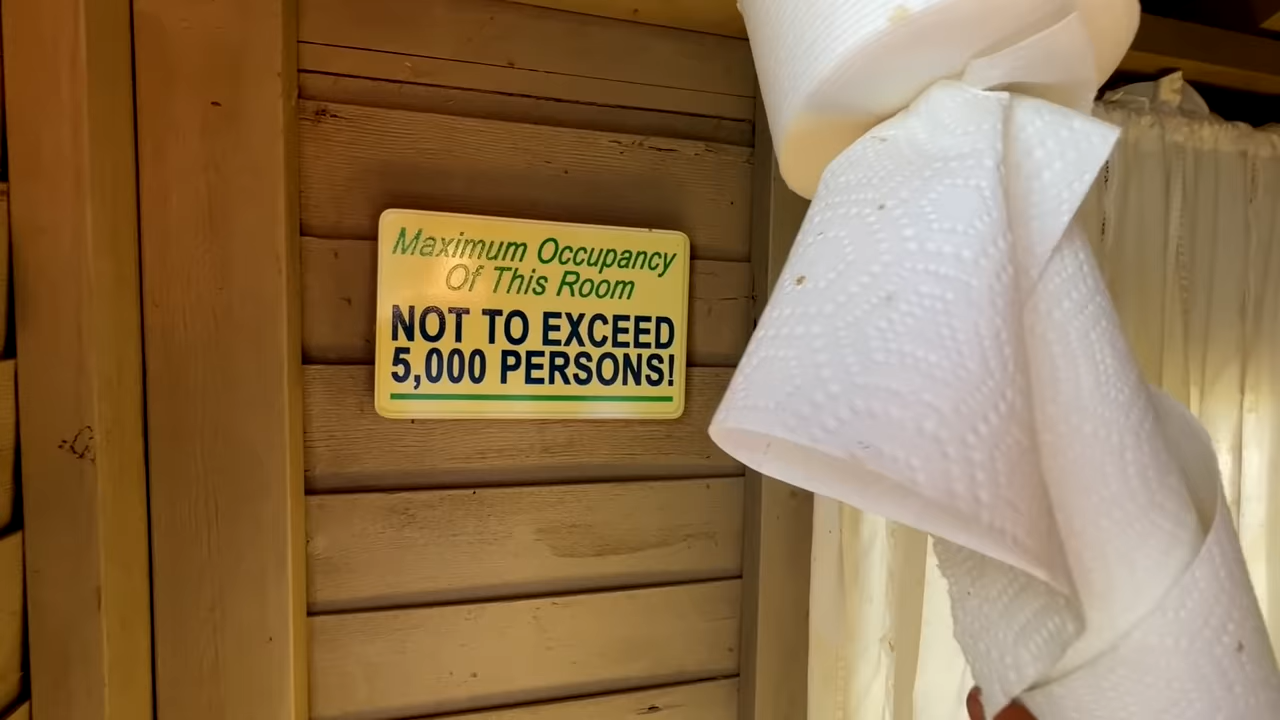 Maximum Occupancy
Of This Room
NOT TO EXCEED
5,000 PERSONS!